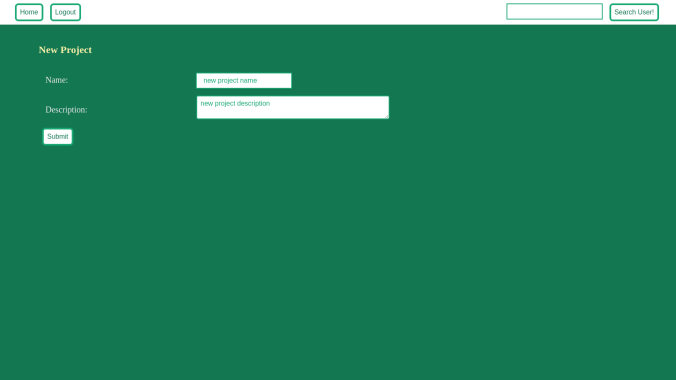 Home Logout Search User!
New Project
Name: new project name
Description: new project description
Submit